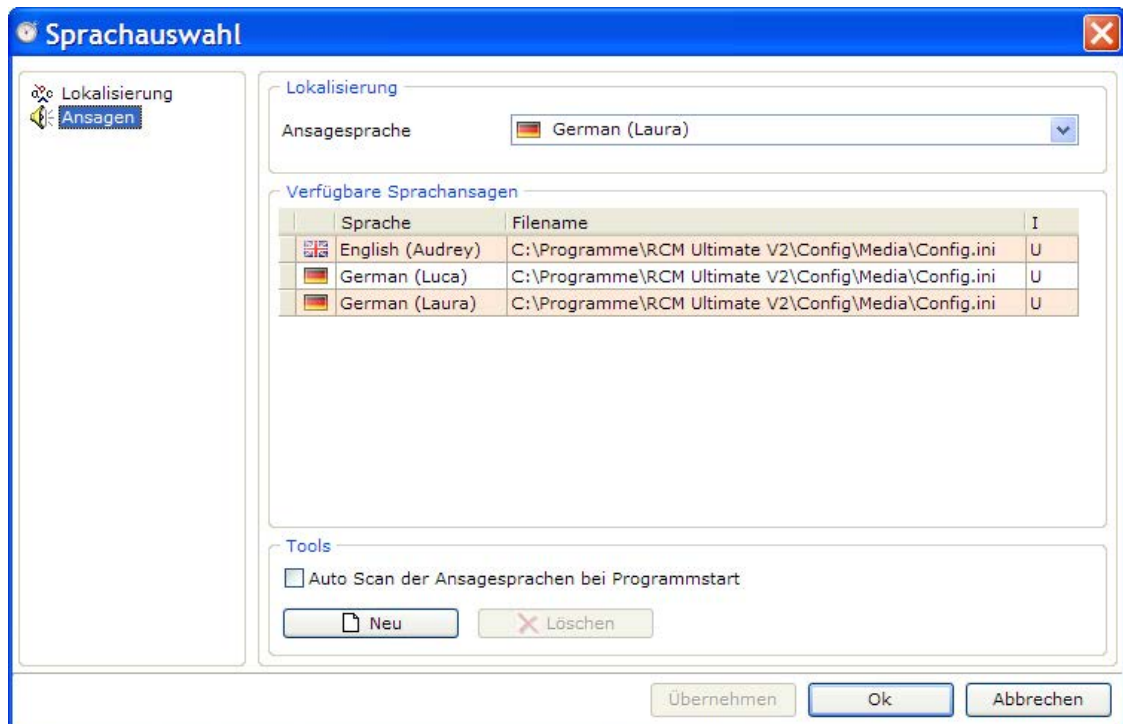 Sprachauswahl
Lokalisierung
Ansagen
Lokalisierung
Ansagesprache German (Laura)
Verfügbare Sprachansagen
Sprache Filename I
English (Audrey) C:\Programme\RCM Ultimate V2\Config\Media\Config.ini U
German (Luca) C:\Programme\RCM Ultimate V2\Config\Media\Config.ini U
German (Laura) C:\Programme\RCM Ultimate V2\Config\Media\Config.ini U
Tools
Auto Scan der Ansagesprachen bei Programmstart
Neu Löschen
Übernehmen Ok Abbrechen